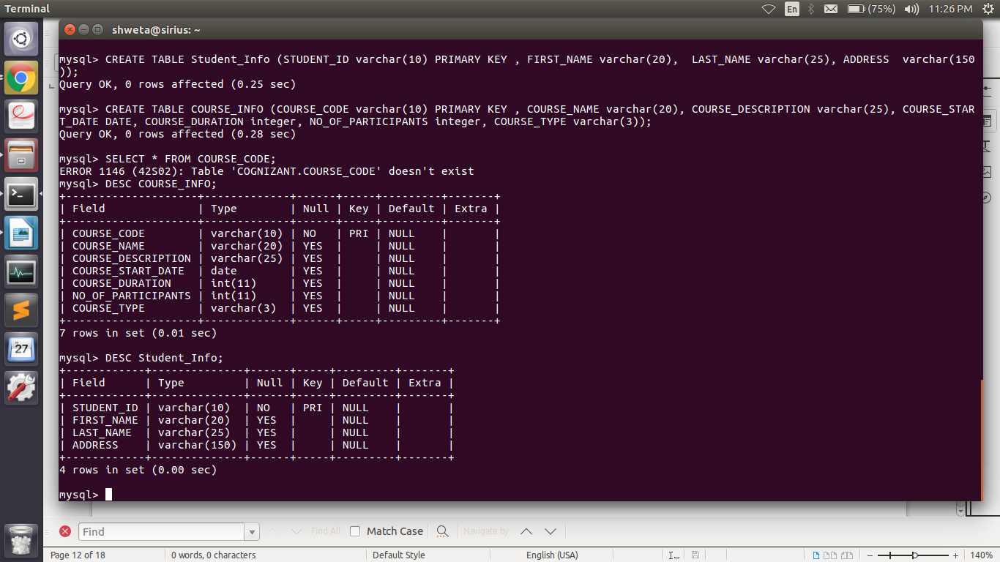 Terminal
En
(75%)
11:26 PM
shweta@sirius: ~
mysql> CREATE TABLE Student_Info (STUDENT_ID varchar(10) PRIMARY KEY , FIRST_NAME varchar(20),  LAST_NAME varchar(25), ADDRESS  varchar(150
));
Query OK, 0 rows affected (0.25 sec)
mysql> CREATE TABLE COURSE_INFO (COURSE_CODE varchar(10) PRIMARY KEY , COURSE_NAME varchar(20), COURSE_DESCRIPTION varchar(25), COURSE_STAR
T_DATE DATE, COURSE_DURATION integer, NO_OF_PARTICIPANTS integer, COURSE_TYPE varchar(3));
Query OK, 0 rows affected (0.28 sec)
mysql> SELECT * FROM COURSE_CODE;
ERROR 1146 (42S02): Table 'COGNIZANT.COURSE_CODE' doesn't exist
mysql> DESC COURSE_INFO;
+--------------------+-------------+------+-----+---------+-------+
| Field              | Type        | Null | Key | Default | Extra |
+--------------------+-------------+------+-----+---------+-------+
| COURSE_CODE        | varchar(10) | NO   | PRI | NULL    |       |
| COURSE_NAME        | varchar(20) | YES  |     | NULL    |       |
| COURSE_DESCRIPTION | varchar(25) | YES  |     | NULL    |       |
| COURSE_START_DATE  | date        | YES  |     | NULL    |       |
| COURSE_DURATION    | int(11)     | YES  |     | NULL    |       |
| NO_OF_PARTICIPANTS | int(11)     | YES  |     | NULL    |       |
| COURSE_TYPE        | varchar(3)  | YES  |     | NULL    |       |
+--------------------+-------------+------+-----+---------+-------+
7 rows in set (0.01 sec)
mysql> DESC Student_Info;
+------------+--------------+------+-----+---------+-------+
| Field      | Type         | Null | Key | Default | Extra |
+------------+--------------+------+-----+---------+-------+
| STUDENT_ID | varchar(10)  | NO   | PRI | NULL    |       |
| FIRST_NAME | varchar(20)  | YES  |     | NULL    |       |
| LAST_NAME  | varchar(25)  | YES  |     | NULL    |       |
| ADDRESS    | varchar(150) | YES  |     | NULL    |       |
+------------+--------------+------+-----+---------+-------+
4 rows in set (0.00 sec)
mysql>
27
Find
Find All
Match Case
Navigate by
Page 12 of 18
0 words, 0 characters
Default Style
English (USA)
140%